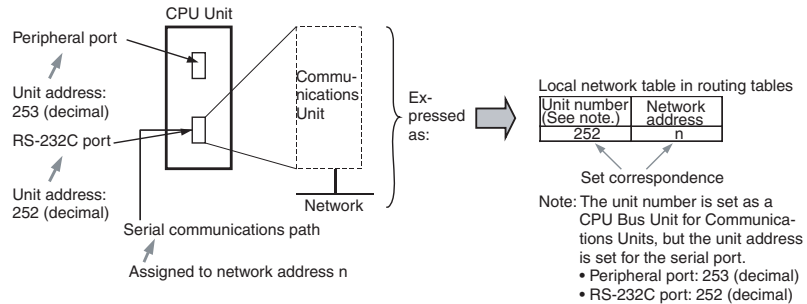 CPU Unit
Peripheral port
Unit address:
253 (decimal)
RS-232C port
Unit address:
252 (decimal)
Serial communications path
Assigned to network address n
Commu-
nications
Unit
Network
Ex-
pressed
as:
Local network table in routing tables
Unit number
(See note.)
Network
address
252
n
Set correspondence
Note: The unit number is set as a
CPU Bus Unit for Communica-
tions Units, but the unit address
is set for the serial port.
• Peripheral port: 253 (decimal)
• RS-232C port: 252 (decimal)